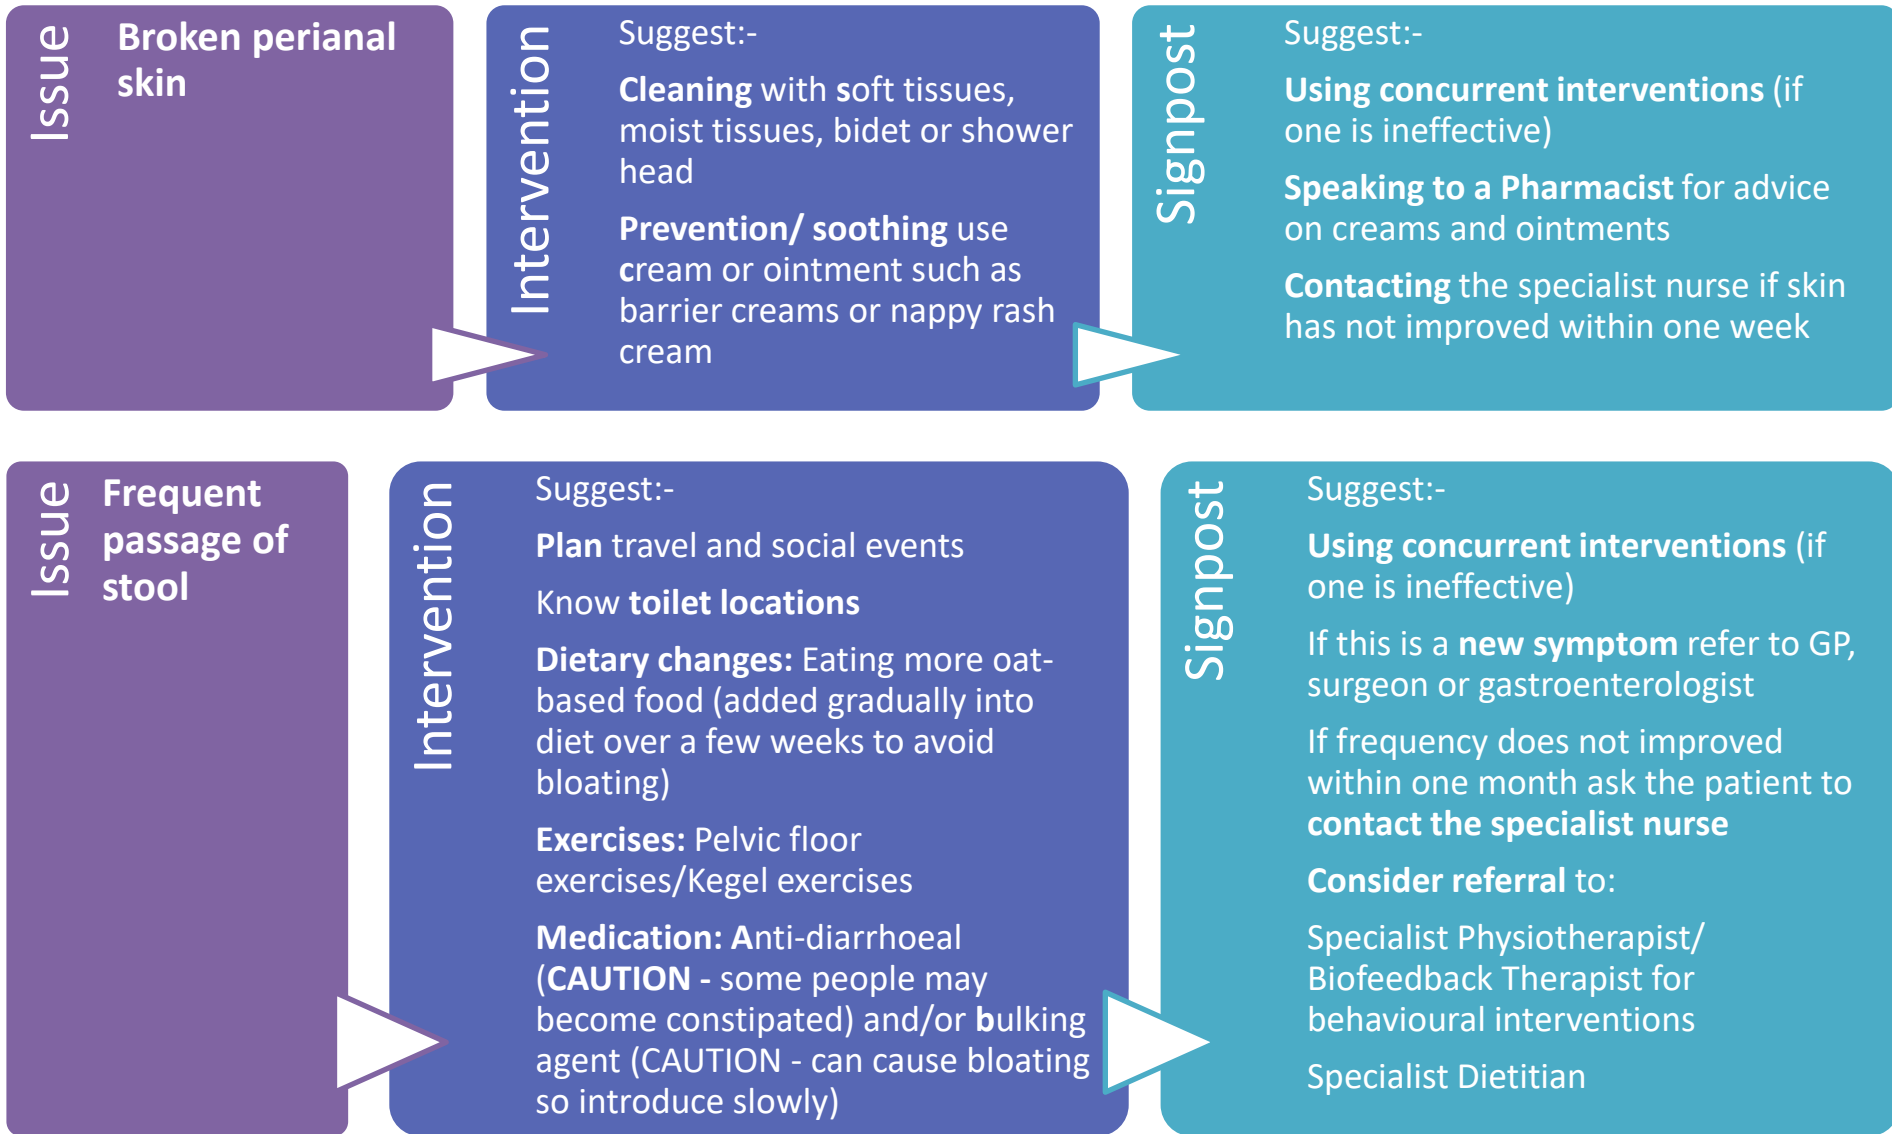 Issue
Broken perianal
skin
Intervention
Suggest:-
Cleaning with soft tissues,
moist tissues, bidet or shower
head
Prevention/ soothing use
cream or ointment such as
barrier creams or nappy rash
cream
Signpost
Suggest:-
Using concurrent interventions (if
one is ineffective)
Speaking to a Pharmacist for advice
on creams and ointments
Contacting the specialist nurse if skin
has not improved within one week
Issue
Frequent
passage of
stool
Intervention
Suggest:-
Plan travel and social events
Know toilet locations
Dietary changes: Eating more oat-
based food (added gradually into
diet over a few weeks to avoid
bloating)
Exercises: Pelvic floor
exercises/Kegel exercises
Medication: Anti-diarrhoeal
(CAUTION - some people may
become constipated) and/or bulking
agent (CAUTION - can cause bloating
so introduce slowly)
Signpost
Suggest:-
Using concurrent interventions (if
one is ineffective)
If this is a new symptom refer to GP,
surgeon or gastroenterologist
If frequency does not improved
within one month ask the patient to
contact the specialist nurse
Consider referral to:
Specialist Physiotherapist/
Biofeedback Therapist for
behavioural interventions
Specialist Dietitian